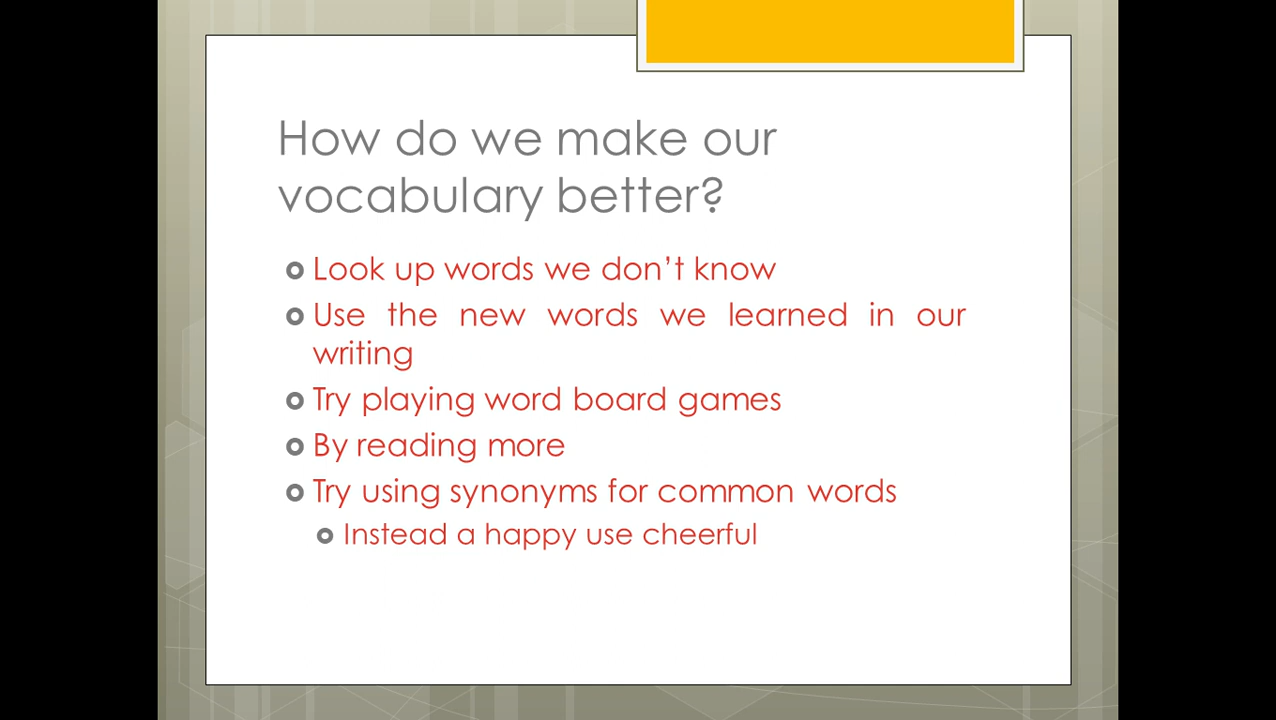 How do we make our
vocabulary better?
Look up words we don’t know
Use the new words we learned in our
writing
Try playing word board games
By reading more
Try using synonyms for common words
Instead a happy use cheerful